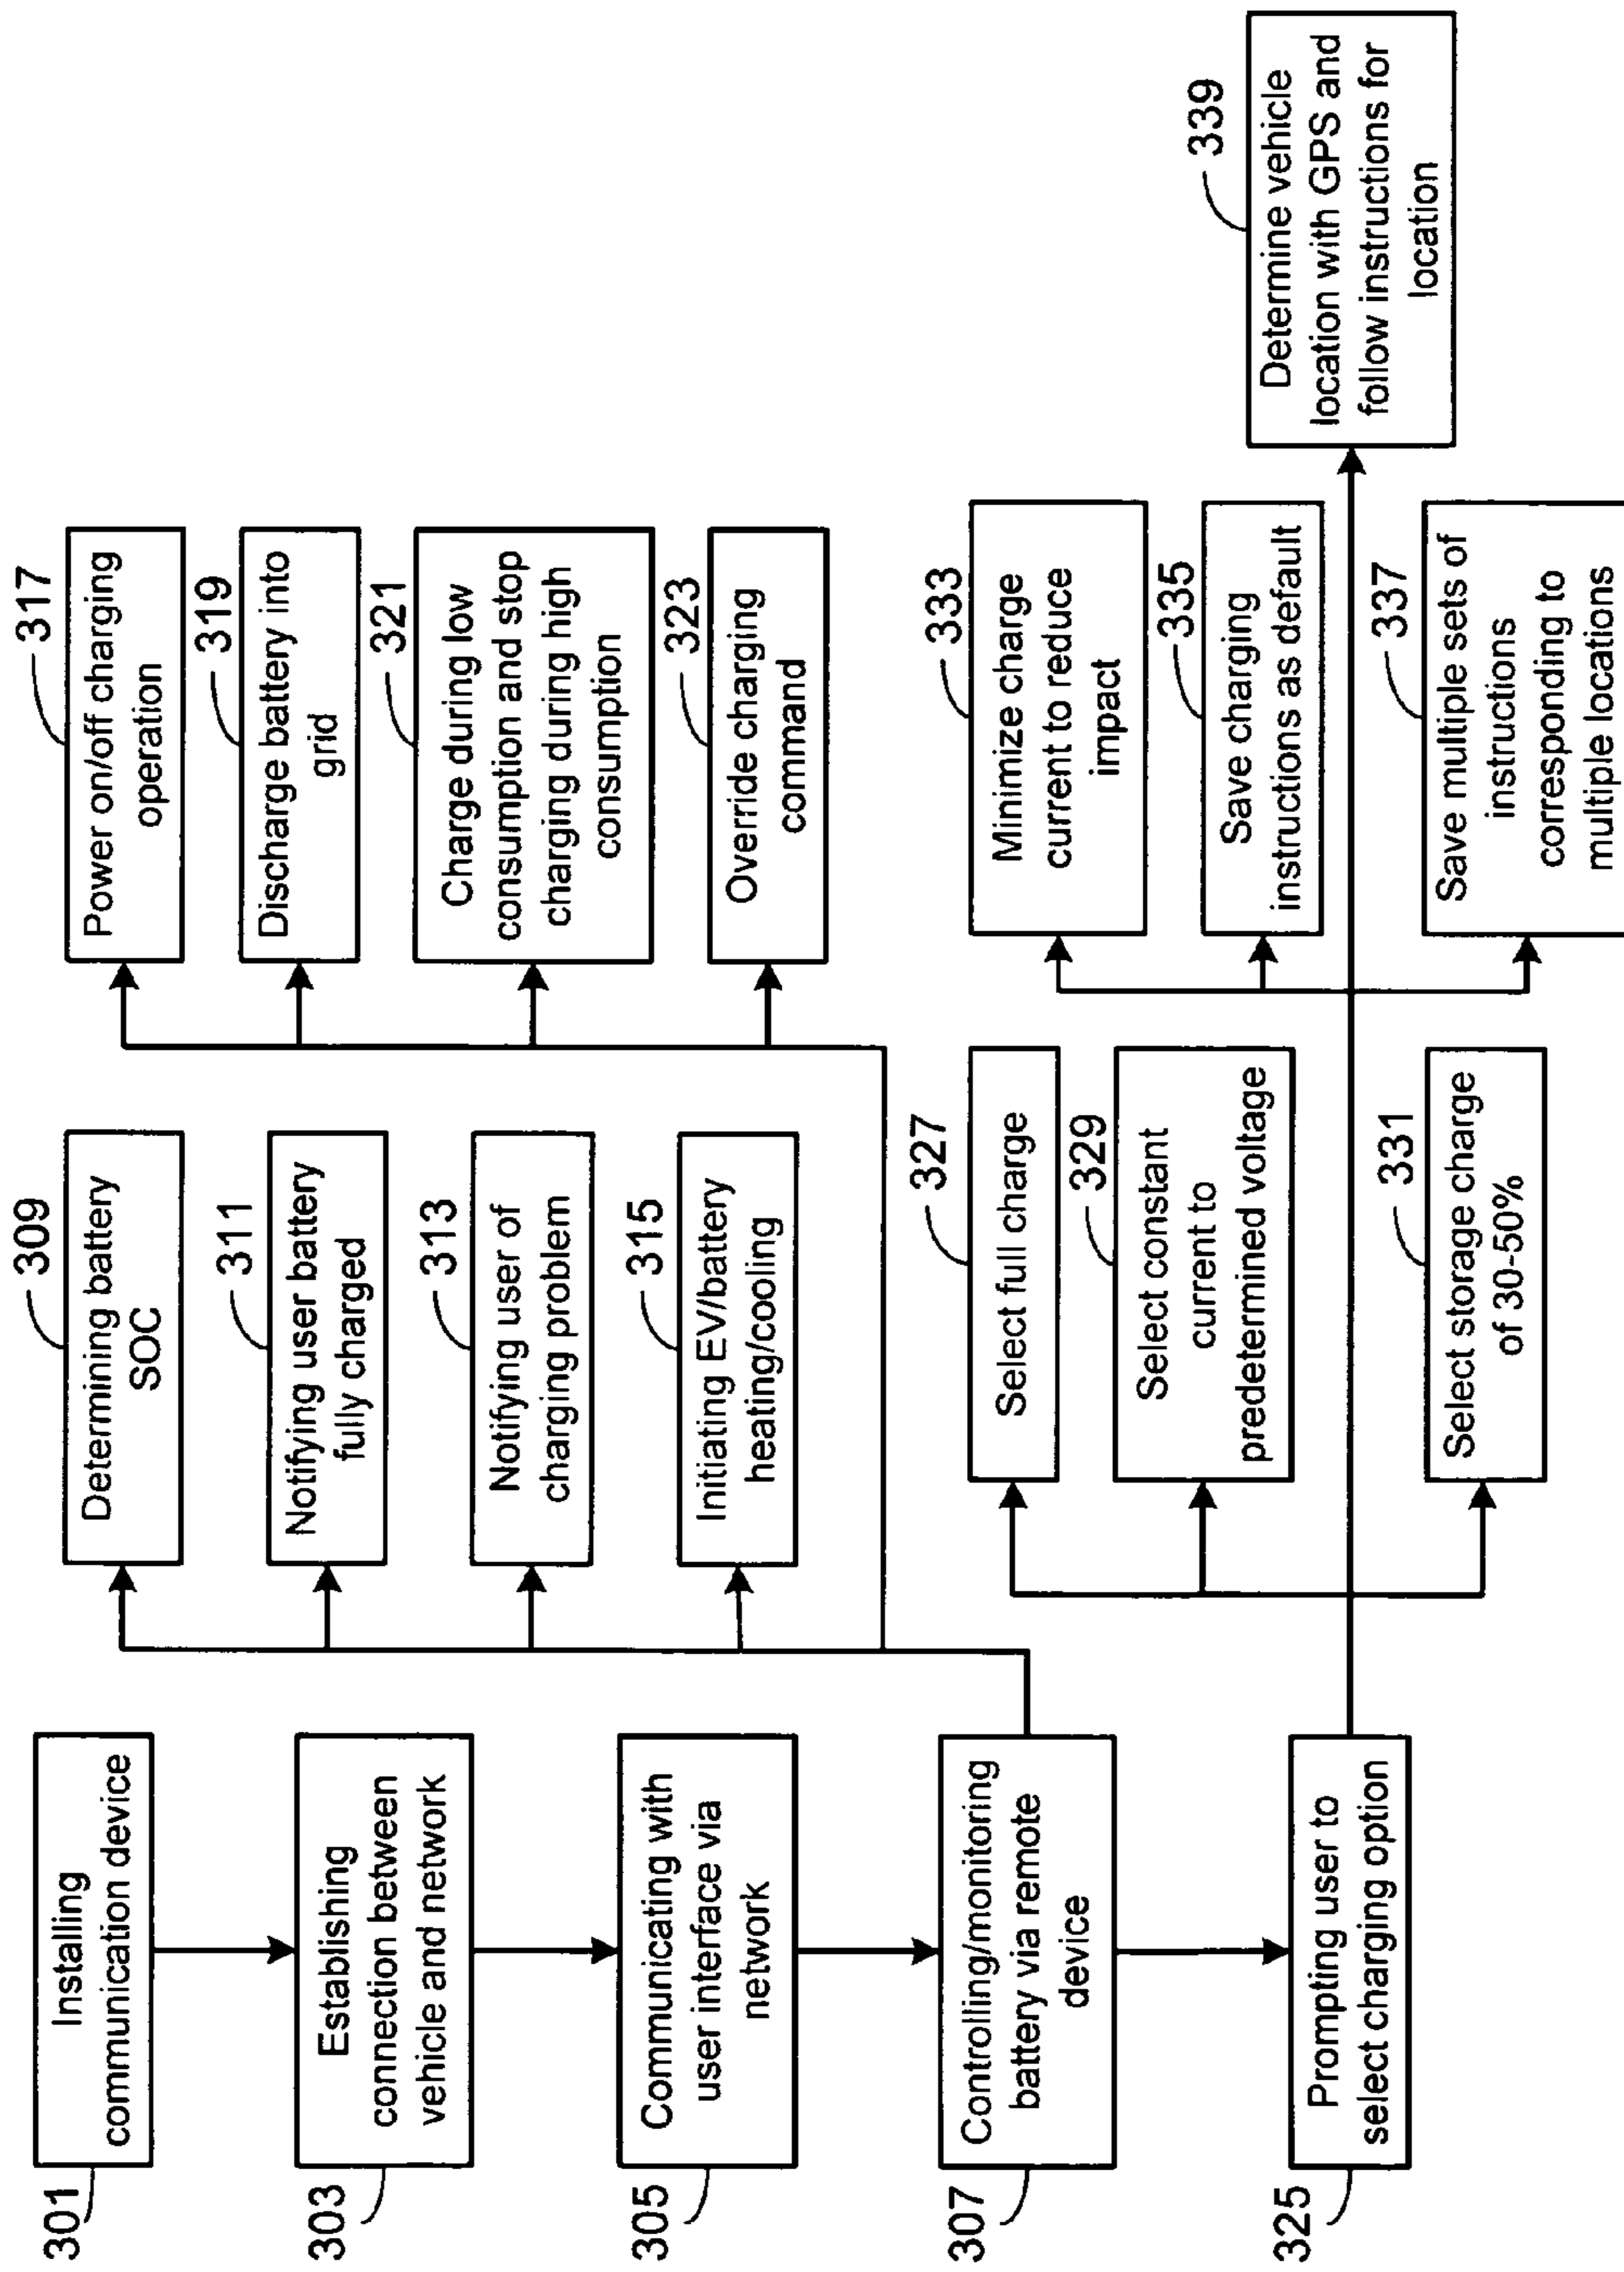 301
Installing
communication device
303
Establishing
connection between
vehicle and network
305
Communicating with
user interface via
network
307
Controlling/monitoring
battery via remote
device
325
Prompting user to
select charging option
309
Determining battery
SOC
311
Notifying user battery
fully charged
313
Notifying user of
charging problem
315
Initiating EV/battery
heating/cooling
317
Power on/off charging
operation
319
Discharge battery into
grid
321
Charge during low
consumption and stop
charging during high
consumption
323
Override charging
command
327
Select full charge
329
Select constant
current to
predetermined voltage
331
Select storage charge
of 30-50%
333
Minimize charge
current to reduce
impact
335
Save charging
instructions as default
337
Save multiple sets of
instructions
corresponding to
multiple locations
339
Determine vehicle
location with GPS and
follow instructions for
location